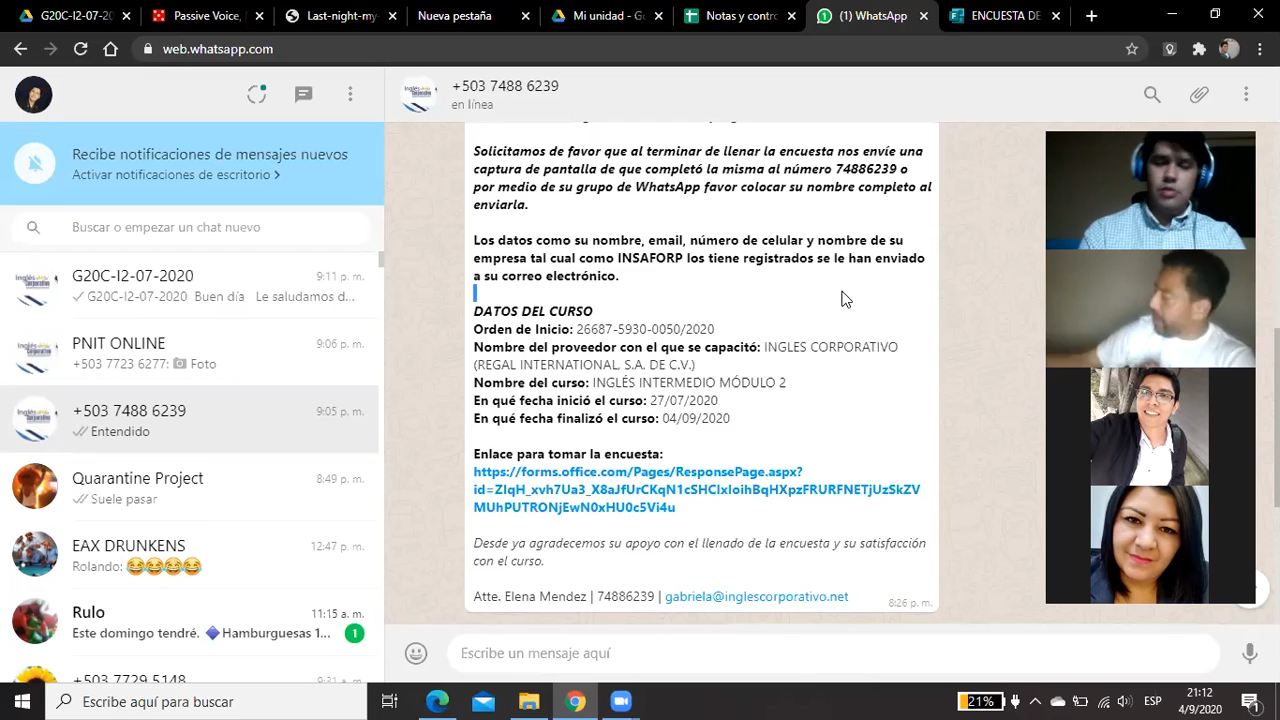 G20C-I2-07-2020
Passive Voice,
Last-night-my
Nueva pestaña
Mi unidad - Go
Notas y contro
(1) WhatsApp
ENCUESTA DE
web.whatsapp.com
+503 7488 6239
en línea
Recibe notificaciones de mensajes nuevos
Activar notificaciones de escritorio >
Buscar o empezar un chat nuevo
G20C-I2-07-2020
9:11 p. m.
G20C-I2-07-2020 Buen día Le saludamos d...
PNIT ONLINE
9:06 p. m.
+503 7723 6277: Foto
+503 7488 6239
9:05 p. m.
Entendido
Quarantine Project
8:49 p. m.
Suele pasar
EAX DRUNKENS
12:47 p. m.
Rolando: 😂😂😂😂
Rulo
11:15 a. m.
Este domingo tendré. 🔷Hamburguesas 1...
1
+503 7729 5148
9:31 a. m.
Solicitamos de favor que al terminar de llenar la encuesta nos envíe una
captura de pantalla de que completó la misma al número 74886239 o
por medio de su grupo de WhatsApp favor colocar su nombre completo al
enviarla.
Los datos como su nombre, email, número de celular y nombre de su
empresa tal cual como INSAFORP los tiene registrados se le han enviado
a su correo electrónico.
DATOS DEL CURSO
Orden de Inicio: 26687-5930-0050/2020
Nombre del proveedor con el que se capacitó: INGLES CORPORATIVO
(REGAL INTERNATIONAL, S.A. DE C.V.)
Nombre del curso: INGLÉS INTERMEDIO MÓDULO 2
En qué fecha inició el curso: 27/07/2020
En qué fecha finalizó el curso: 04/09/2020
Enlace para tomar la encuesta:
https://forms.office.com/Pages/ResponsePage.aspx?
id=ZIqH_xvh7Ua3_X8aJfUrCKqN1cSHClxIoihBqHXpzFRURFNETjUzSkZV
MUhPUTRONjEwN0xHU0c5Vi4u
Desde ya agradecemos su apoyo con el llenado de la encuesta y su satisfacción
con el curso.
Atte. Elena Mendez | 74886239 | gabriela@inglescorporativo.net
8:26 p. m.
Escribe un mensaje aquí
Escribe aquí para buscar
21%
ESP
21:12
4/9/2020
1